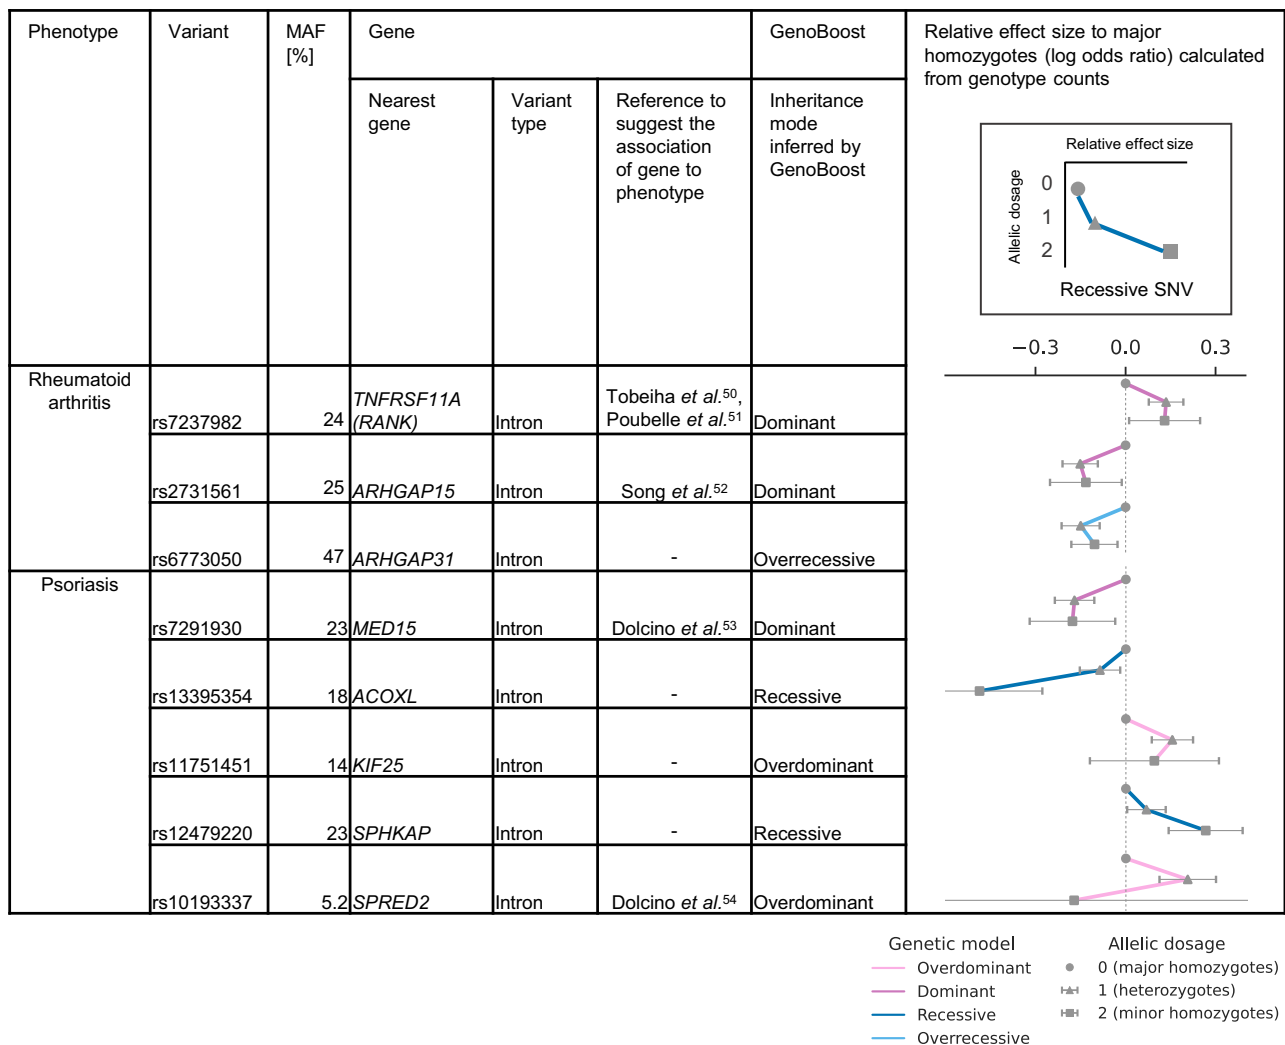 Phenotype
Variant
MAF
[%]
Gene
GenoBoost
Relative effect size to major
homozygotes (log odds ratio) calculated
from genotype counts
Nearest
gene
Variant
type
Reference to
suggest the
association
of gene to
phenotype
Inheritance
mode
inferred by
GenoBoost
Relative effect size
Allelic dosage
0
1
2
Recessive SNV
−0.3 0.0 0.3
Rheumatoid
arthritis
rs7237982 24 TNFRSF11A
(RANK) Intron Tobeiha et al.50,
Poubelle et al.51 Dominant
rs2731561 25 ARHGAP15 Intron Song et al.52 Dominant
rs6773050 47 ARHGAP31 Intron - Overrecessive
Psoriasis
rs7291930 23 MED15 Intron Dolcino et al.53 Dominant
rs13395354 18 ACOXL Intron - Recessive
rs11751451 14 KIF25 Intron - Overdominant
rs12479220 23 SPHKAP Intron - Recessive
rs10193337 5.2 SPRED2 Intron Dolcino et al.54 Overdominant
Genetic model
Overdominant
Dominant
Recessive
Overrecessive
Allelic dosage
0 (major homozygotes)
1 (heterozygotes)
2 (minor homozygotes)